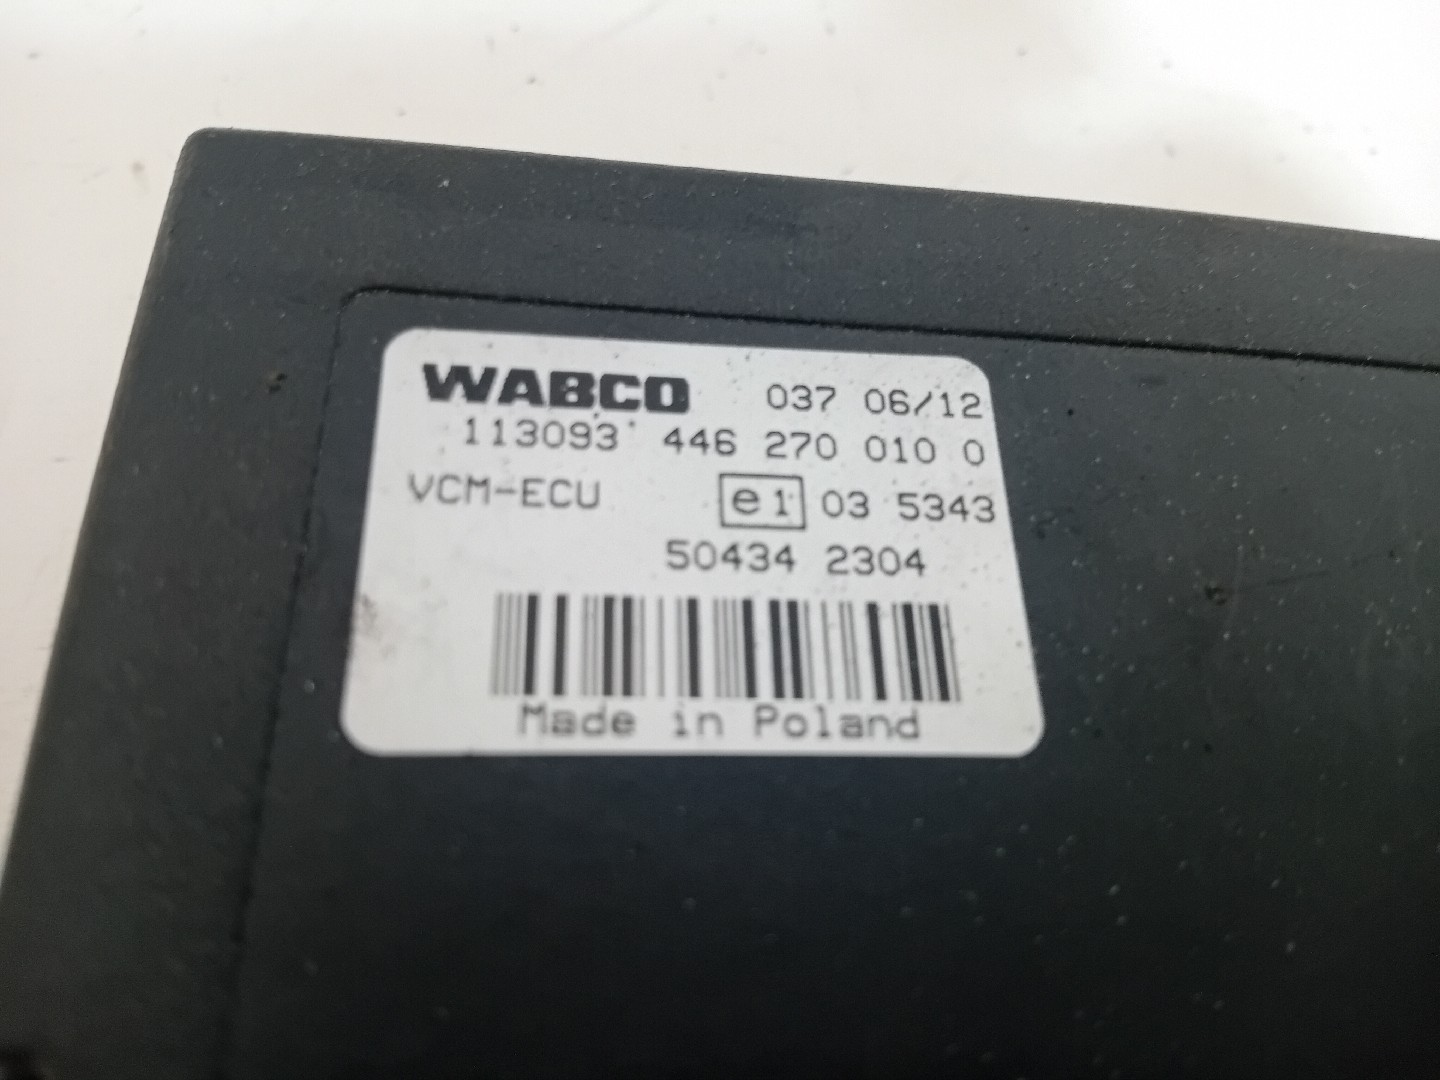 WABCO 037 06/12
113093 446 270 010 0
VCM-ECU e1 03 5343
50434 2304
Made in Poland